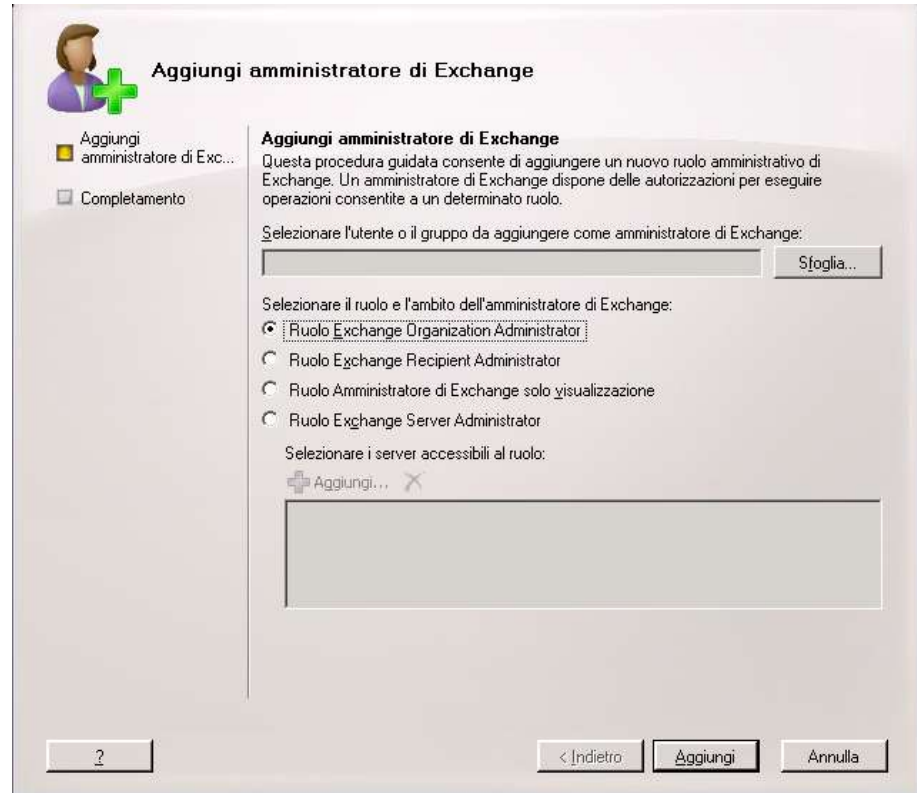 Aggiungi amministratore di Exchange
Aggiungi
amministratore di Exc...
Completamento
Aggiungi amministratore di Exchange
Questa procedura guidata consente di aggiungere un nuovo ruolo amministrativo di
Exchange. Un amministratore di Exchange dispone delle autorizzazioni per eseguire
operazioni consentite a un determinato ruolo.
Selezionare l'utente o il gruppo da aggiungere come amministratore di Exchange:
Sfoglia...
Selezionare il ruolo e l'ambito dell'amministratore di Exchange:
Ruolo Exchange Organization Administrator
Ruolo Exchange Recipient Administrator
Ruolo Amministratore di Exchange solo visualizzazione
Ruolo Exchange Server Administrator
Selezionare i server accessibili al ruolo:
Aggiungi...
?
< Indietro
Aggiungi
Annulla